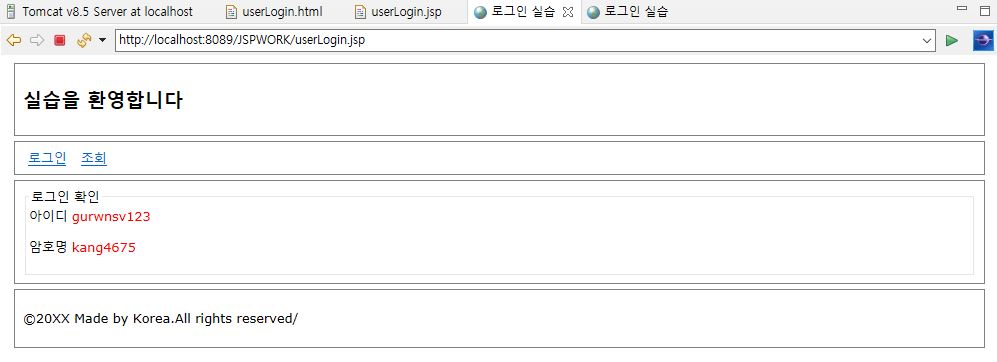 Tomcat v8.5 Server at localhost userLogin.html userLogin.jsp 로그인 실습 로그인 실습
http://localhost:8089/JSPWORK/userLogin.jsp
실습을 환영합니다
로그인 조회
로그인 확인
아이디 gurwnsv123
암호명 kang4675
©20XX Made by Korea.All rights reserved/